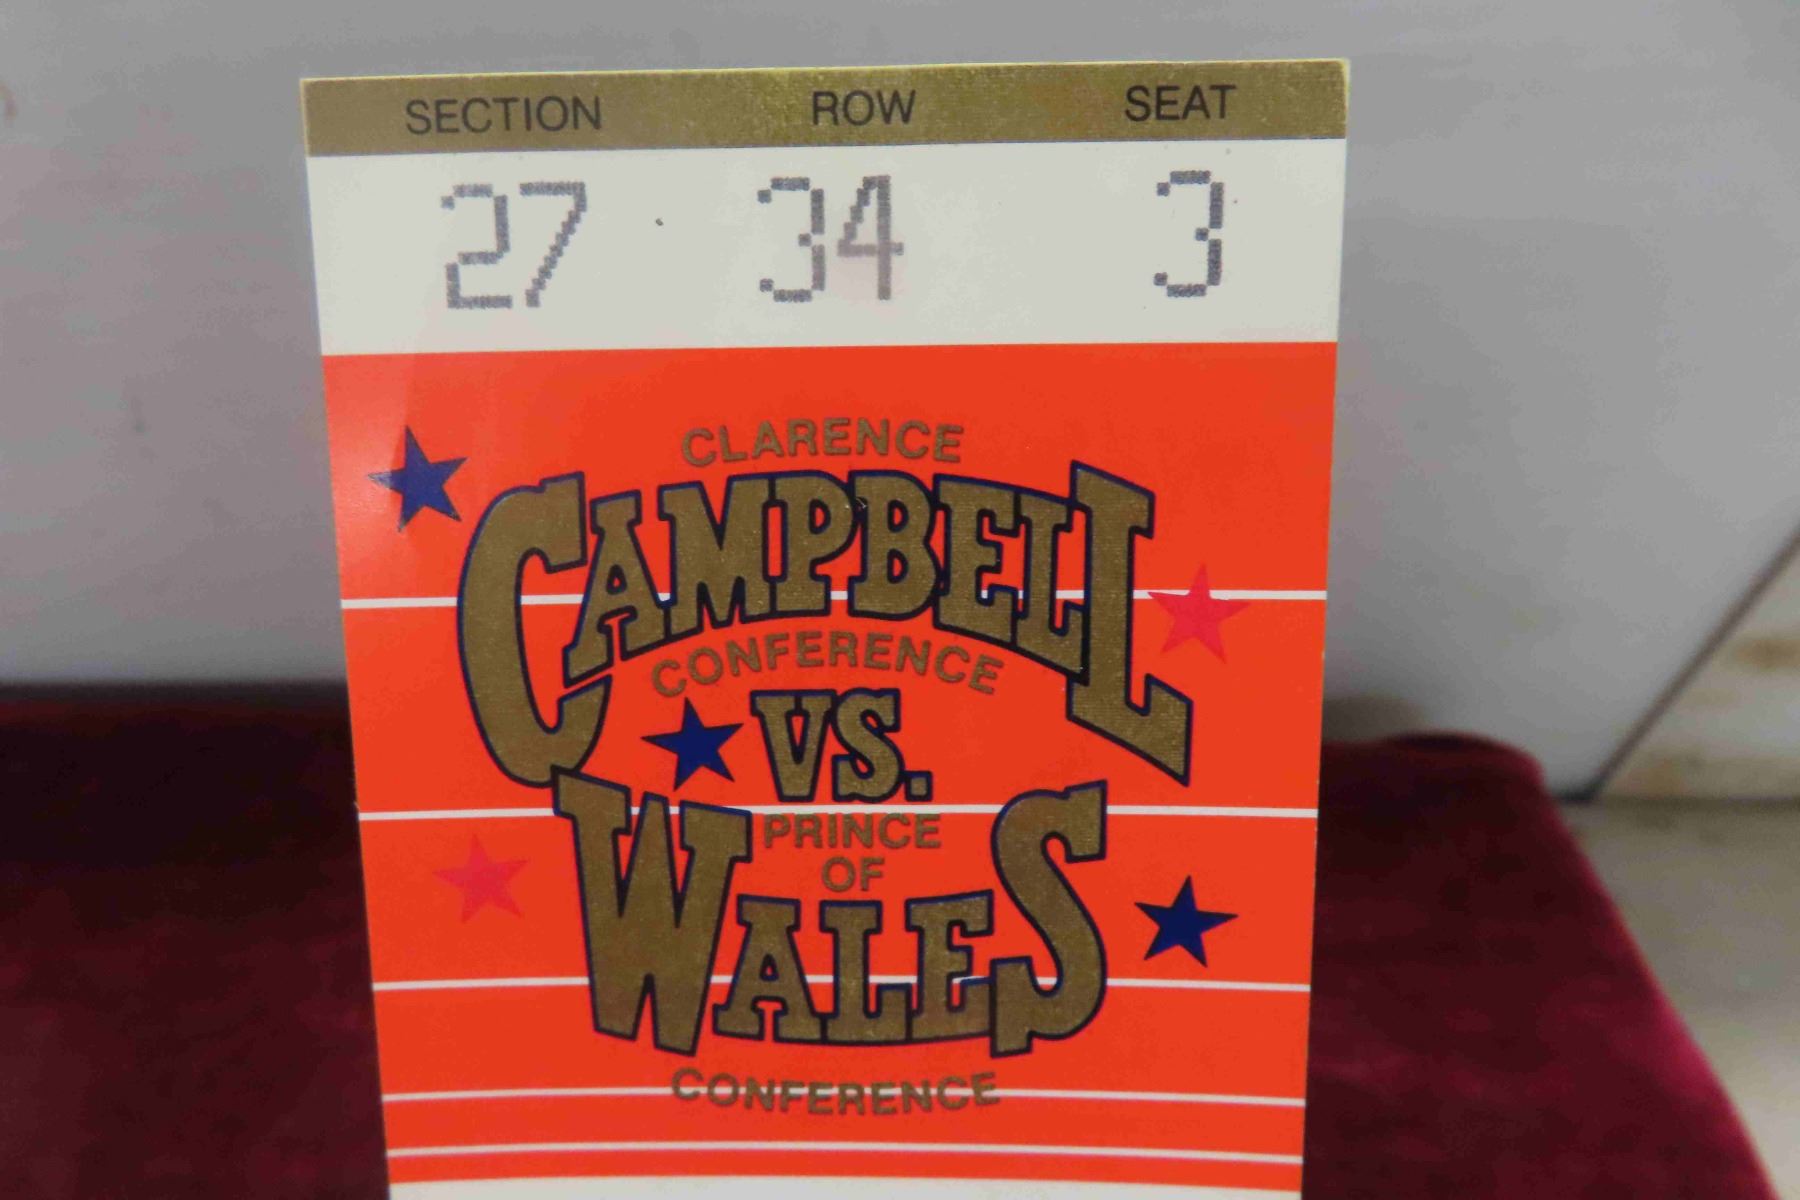 SECTION ROW SEAT
27 34 3
CLARENCE
CAMPBELL
CONFERENCE
VS.
PRINCE
OF
WALES
CONFERENCE